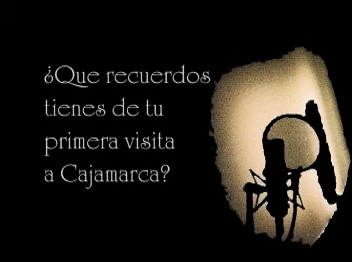 ¿Que recuerdos
tienes de tu
primera visita
a Cajamarca?